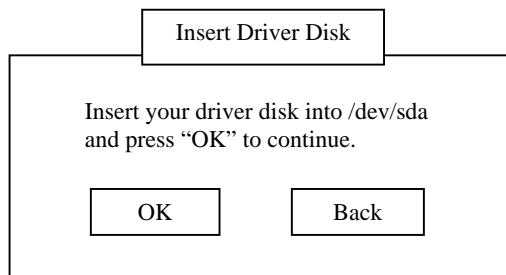 Insert Driver Disk
Insert your driver disk into /dev/sda
and press “OK” to continue.
OK
Back